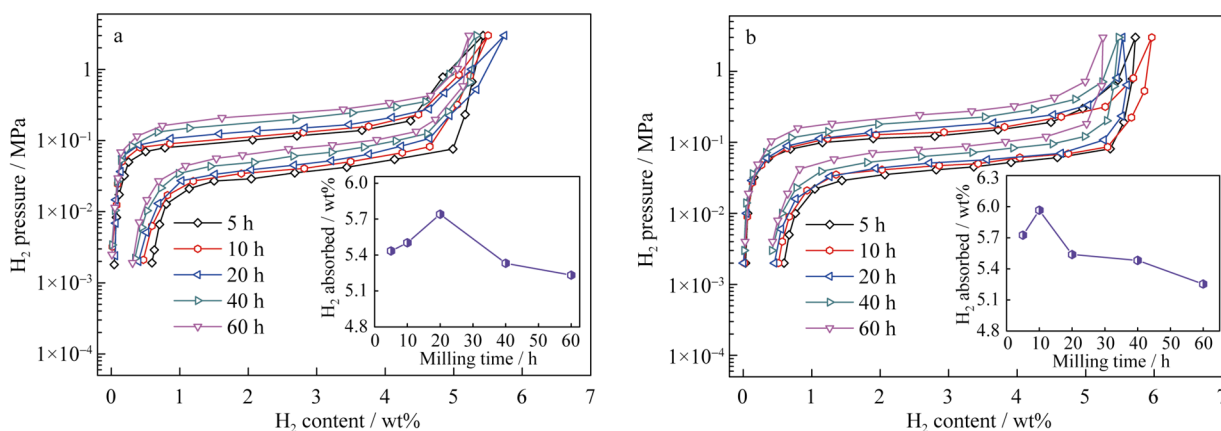 a
H₂ pressure / MPa
1
1×10⁻¹
1×10⁻²
1×10⁻³
1×10⁻⁴
5 h
10 h
20 h
40 h
60 h
H₂ absorbed / wt%
6.0
5.7
5.4
5.1
4.8
0 10 20 30 40 50 60
Milling time / h
0 1 2 3 4 5 6 7
H₂ content / wt%
b
H₂ pressure / MPa
1
1×10⁻¹
1×10⁻²
1×10⁻³
1×10⁻⁴
5 h
10 h
20 h
40 h
60 h
H₂ absorbed / wt%
6.3
6.0
5.7
5.4
5.1
4.8
0 10 20 30 40 50 60
Milling time / h
0 1 2 3 4 5 6 7
H₂ content / wt%